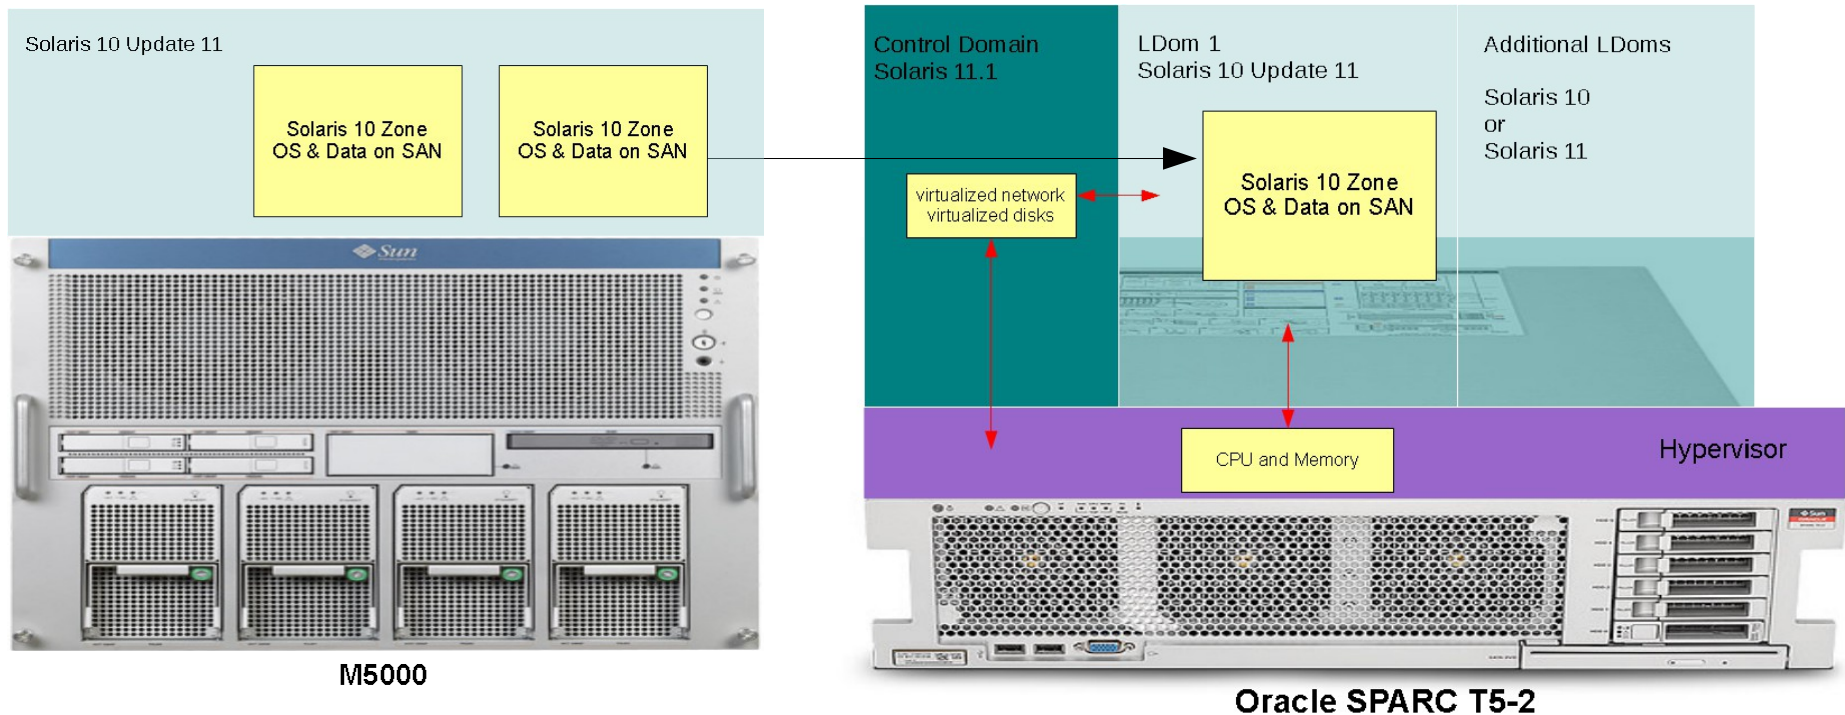 Solaris 10 Update 11
Solaris 10 Zone
OS & Data on SAN
Solaris 10 Zone
OS & Data on SAN
Sun
M5000
Control Domain
Solaris 11.1
virtualized network
virtualized disks
LDom 1
Solaris 10 Update 11
Solaris 10 Zone
OS & Data on SAN
Additional LDoms
Solaris 10
or
Solaris 11
CPU and Memory
Hypervisor
Sun
Oracle SPARC T5-2